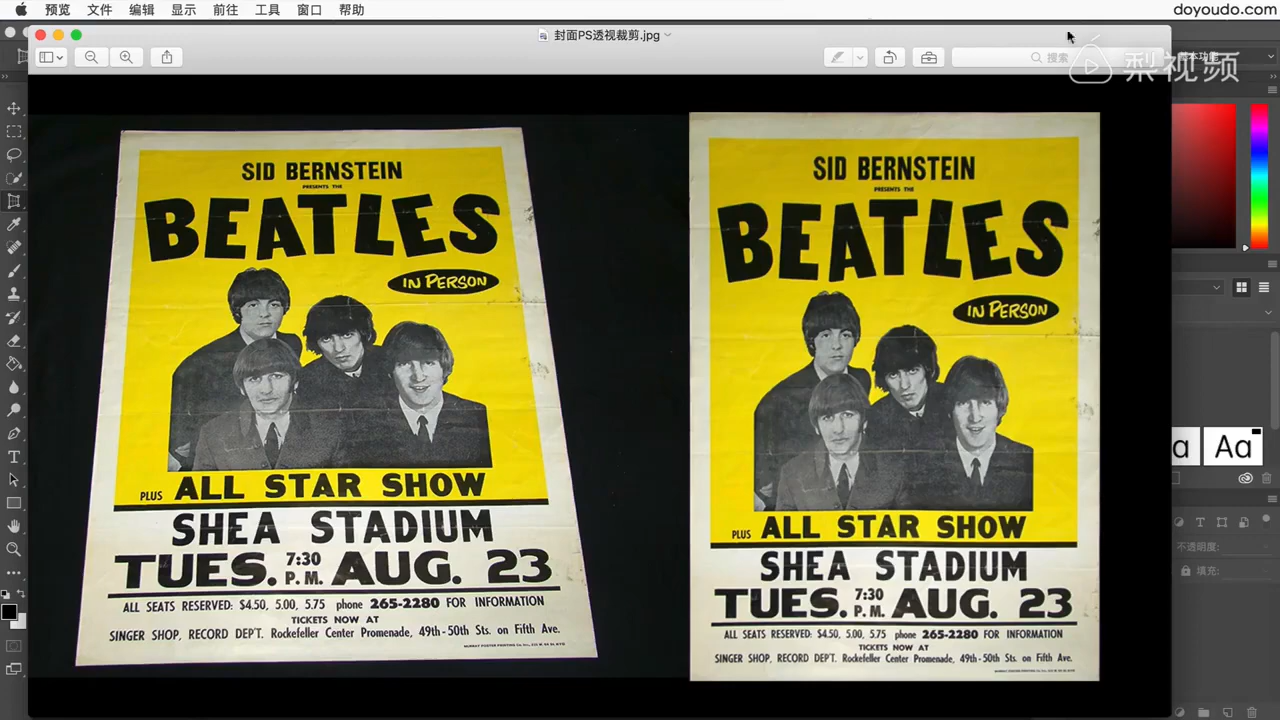 预览 文件 编辑 显示 前往 工具 窗口 帮助
doyoudo.com
封面PS透视裁剪.jpg
搜索
梨视频
基本功能
SID BERNSTEIN
PRESENTS THE
BEATLES
IN PERSON
PLUS ALL STAR SHOW
SHEA STADIUM
TUES. 7:30 P.M. AUG. 23
ALL SEATS RESERVED: $4.50, 5.00, 5.75 phone 265-2280 FOR INFORMATION
TICKETS NOW AT
SINGER SHOP, RECORD DEP'T. Rockefeller Center Promenade, 49th-50th Sts. on Fifth Ave.
SID BERNSTEIN
PRESENTS THE
BEATLES
IN PERSON
PLUS ALL STAR SHOW
SHEA STADIUM
TUES. 7:30 P.M. AUG. 23
ALL SEATS RESERVED: $4.50, 5.00, 5.75 phone 265-2280 FOR INFORMATION
TICKETS NOW AT
SINGER SHOP, RECORD DEP'T. Rockefeller Center Promenade, 49th-50th Sts. on Fifth Ave.
a Aa
不透明度:
填充: